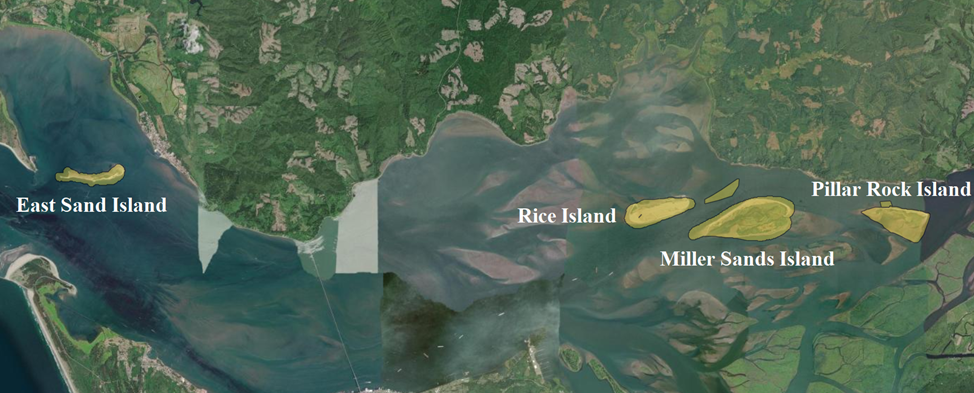 East Sand Island
Rice Island
Pillar Rock Island
Miller Sands Island